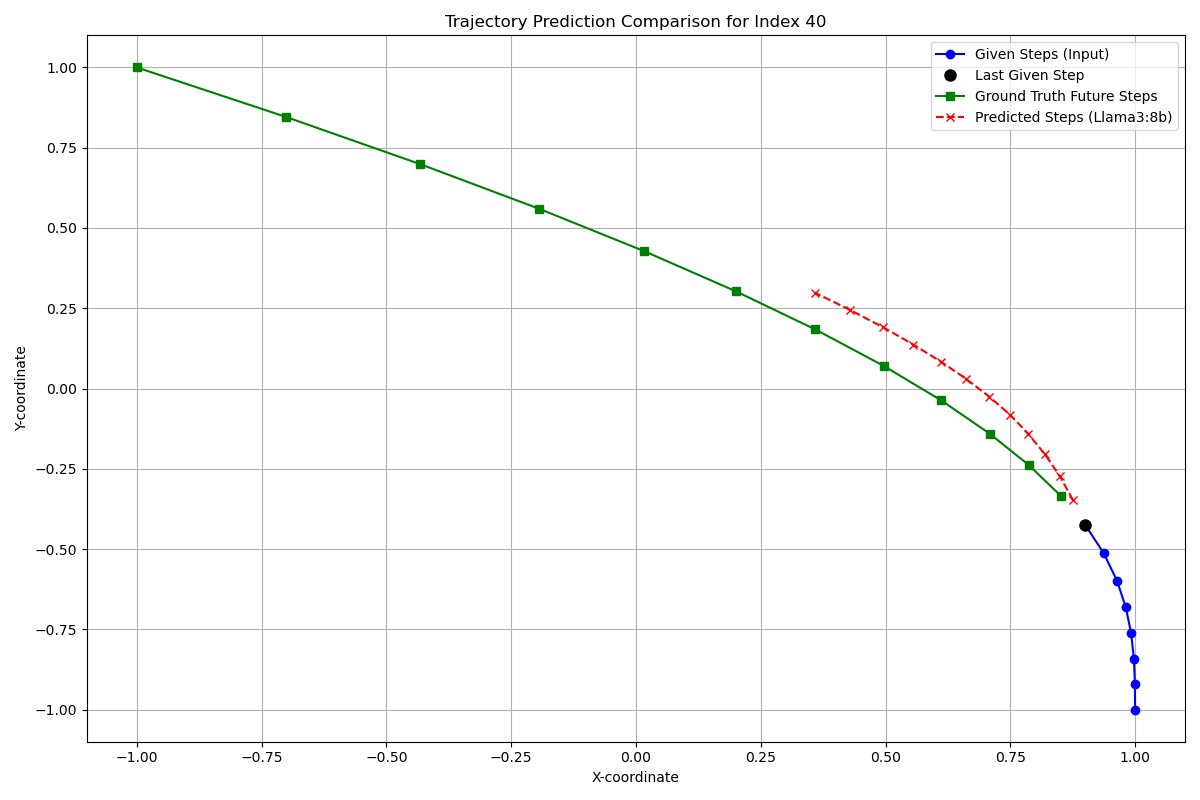 Trajectory Prediction Comparison for Index 40
Given Steps (Input)
Last Given Step
Ground Truth Future Steps
Predicted Steps (Llama3:8b)
Y-coordinate
1.00
0.75
0.50
0.25
0.00
−0.25
−0.50
−0.75
−1.00
−1.00 −0.75 −0.50 −0.25 0.00 0.25 0.50 0.75 1.00
X-coordinate